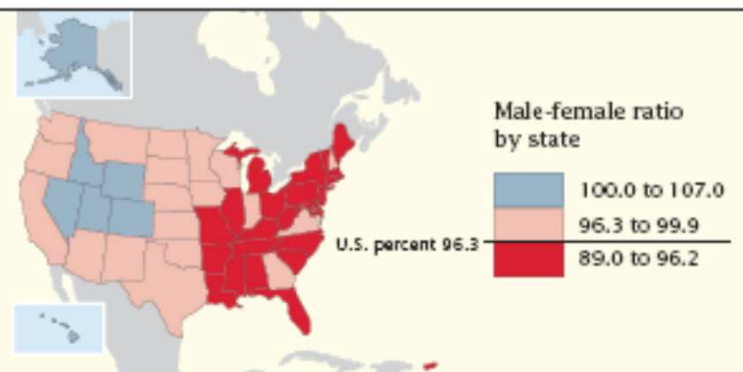 Male-female ratio
by state
100.0 to 107.0
96.3 to 99.9
U.S. percent 96.3
89.0 to 96.2